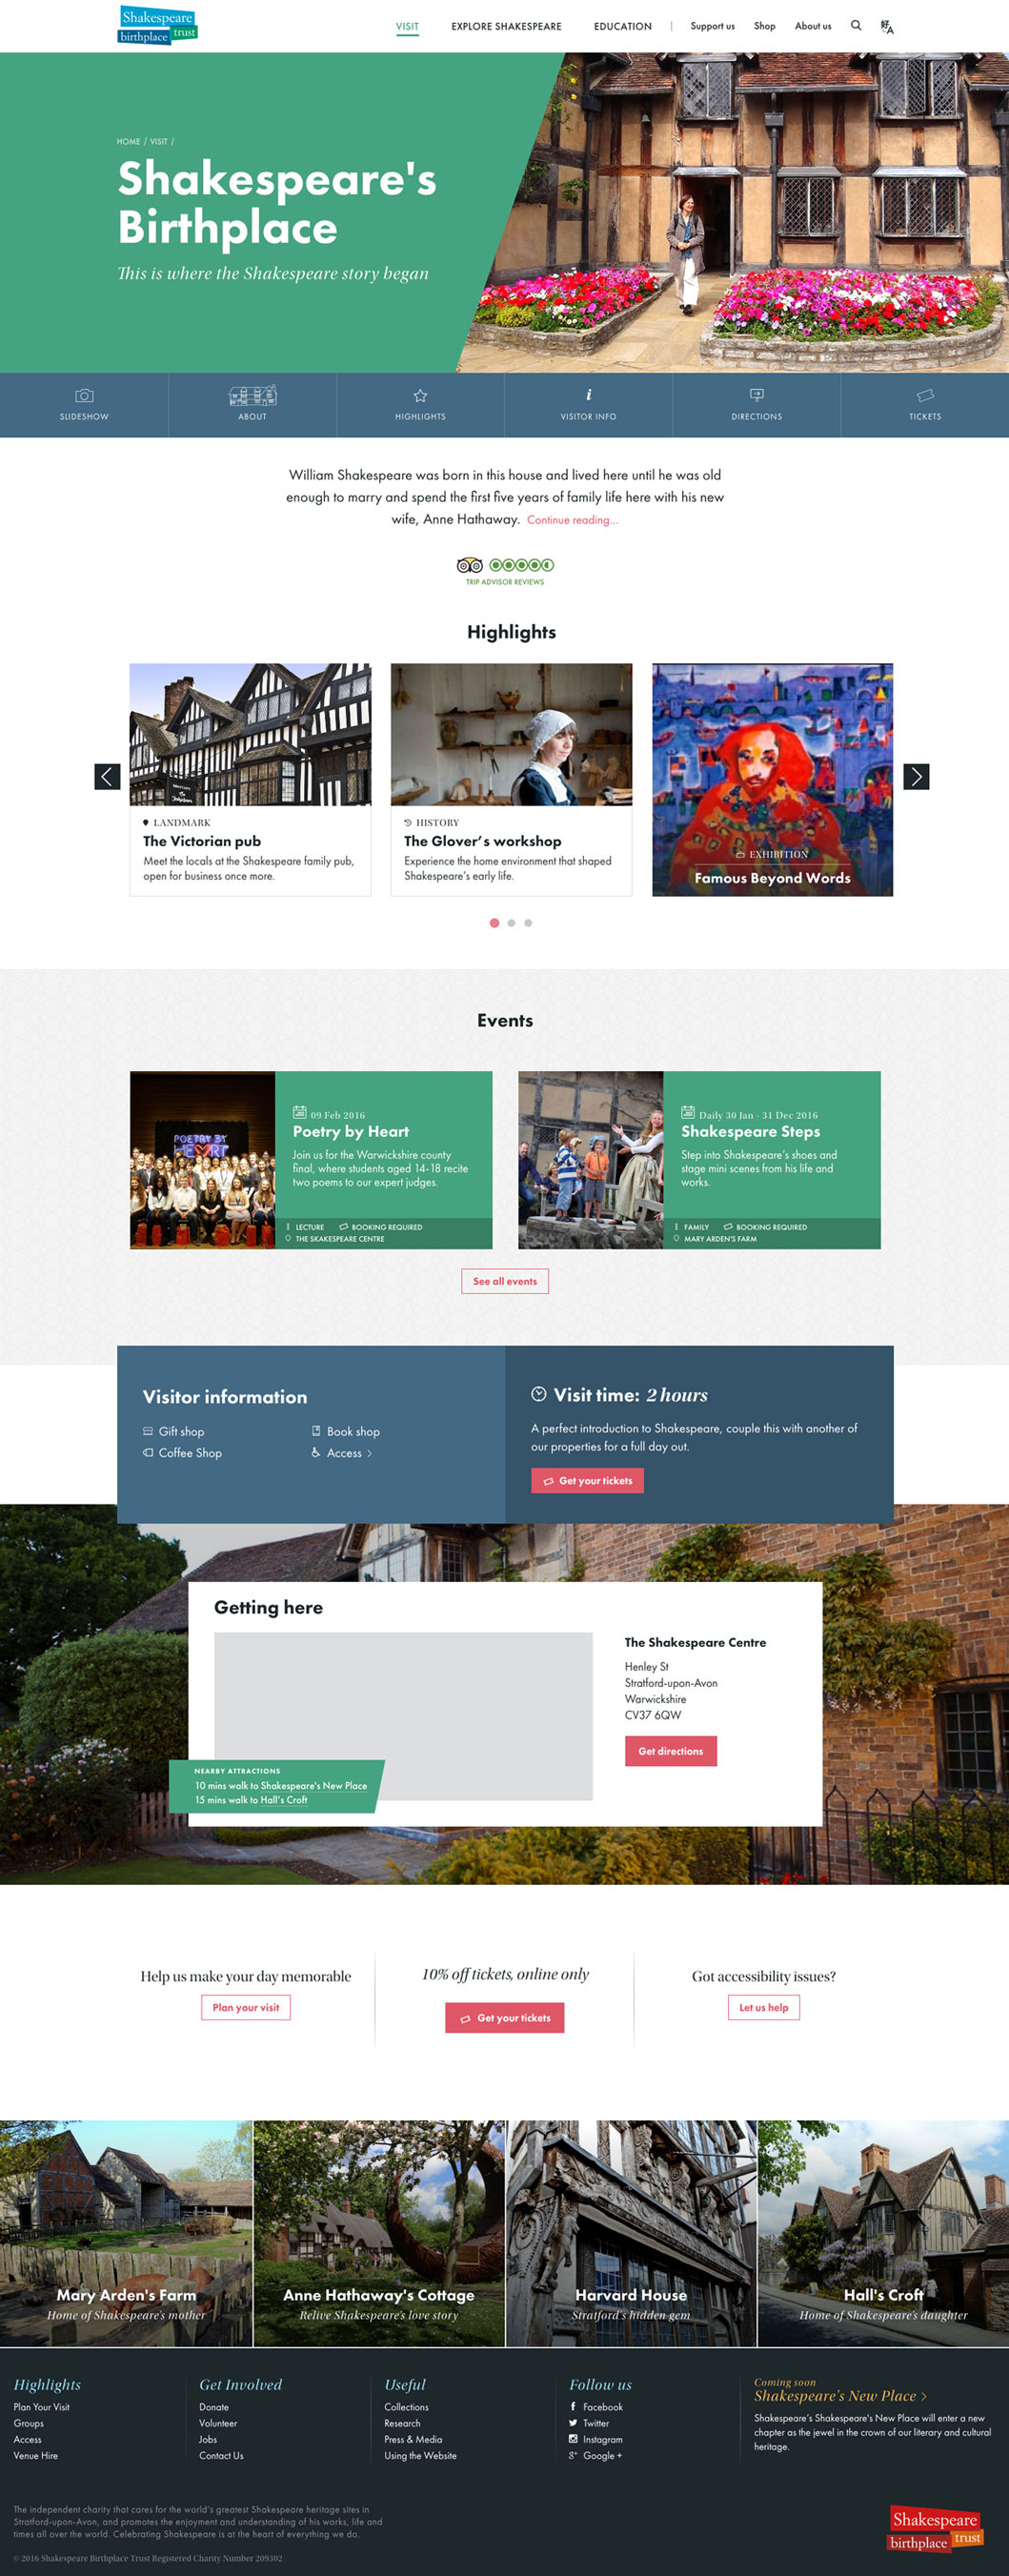 Shakespeare
birthplace trust
VISIT
EXPLORE SHAKESPEARE
EDUCATION
Support us
Shop
About us
HOME / VISIT /
Shakespeare's
Birthplace
This is where the Shakespeare story began
SLIDESHOW
ABOUT
HIGHLIGHTS
VISITOR INFO
DIRECTIONS
TICKETS
William Shakespeare was born in this house and lived here until he was old
enough to marry and spend the first five years of family life here with his new
wife, Anne Hathaway. Continue reading...
TRIP ADVISOR REVIEWS
Highlights
LANDMARK
The Victorian pub
Meet the locals at the Shakespeare family pub,
open for business once more.
HISTORY
The Glover's workshop
Experience the home environment that shaped
Shakespeare's early life.
EXHIBITION
Famous Beyond Words
Events
POETRY BY
HEART
09 Feb 2016
Poetry by Heart
Join us for the Warwickshire county
final, where students aged 14-18 recite
two poems to our expert judges.
LECTURE BOOKING REQUIRED
THE SHAKESPEARE CENTRE
Daily 30 Jan - 31 Dec 2016
Shakespeare Steps
Step into Shakespeare's shoes and
stage mini scenes from his life and
works.
FAMILY BOOKING REQUIRED
MARY ARDEN'S FARM
See all events
Visitor information
Gift shop
Book shop
Coffee Shop
Access >
Visit time: 2 hours
A perfect introduction to Shakespeare, couple this with another of
our properties for a full day out.
Get your tickets
Getting here
The Shakespeare Centre
Henley St
Stratford-upon-Avon
Warwickshire
CV37 6QW
Get directions
NEARBY ATTRACTIONS
10 mins walk to Shakespeare's New Place
15 mins walk to Hall's Croft
Help us make your day memorable
Plan your visit
10% off tickets, online only
Get your tickets
Got accessibility issues?
Let us help
Mary Arden's Farm
Home of Shakespeare's mother
Anne Hathaway's Cottage
Relive Shakespeare's love story
Harvard House
Stratford's hidden gem
Hall's Croft
Home of Shakespeare's daughter
Highlights
Plan Your Visit
Groups
Access
Venue Hire
Get Involved
Donate
Volunteer
Jobs
Contact Us
Useful
Collections
Research
Press & Media
Using the Website
Follow us
Facebook
Twitter
Instagram
Google +
Coming soon
Shakespeare's New Place >
Shakespeare's Shakespeare's New Place will enter a new
chapter as the jewel in the crown of our literary and cultural
heritage.
The independent charity that cares for the world's greatest Shakespeare heritage sites in
Stratford-upon-Avon, and promotes the enjoyment and understanding of his works, life and
times all over the world. Celebrating Shakespeare is at the heart of everything we do.
© 2016 Shakespeare Birthplace Trust Registered Charity Number 209302
Shakespeare
birthplace trust